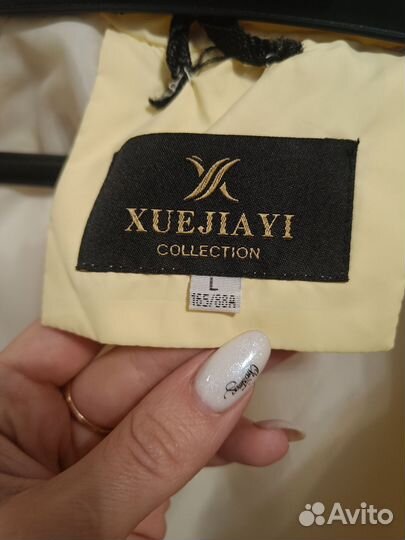 XUEJIAYI
COLLECTION
L
165/88A
Avito